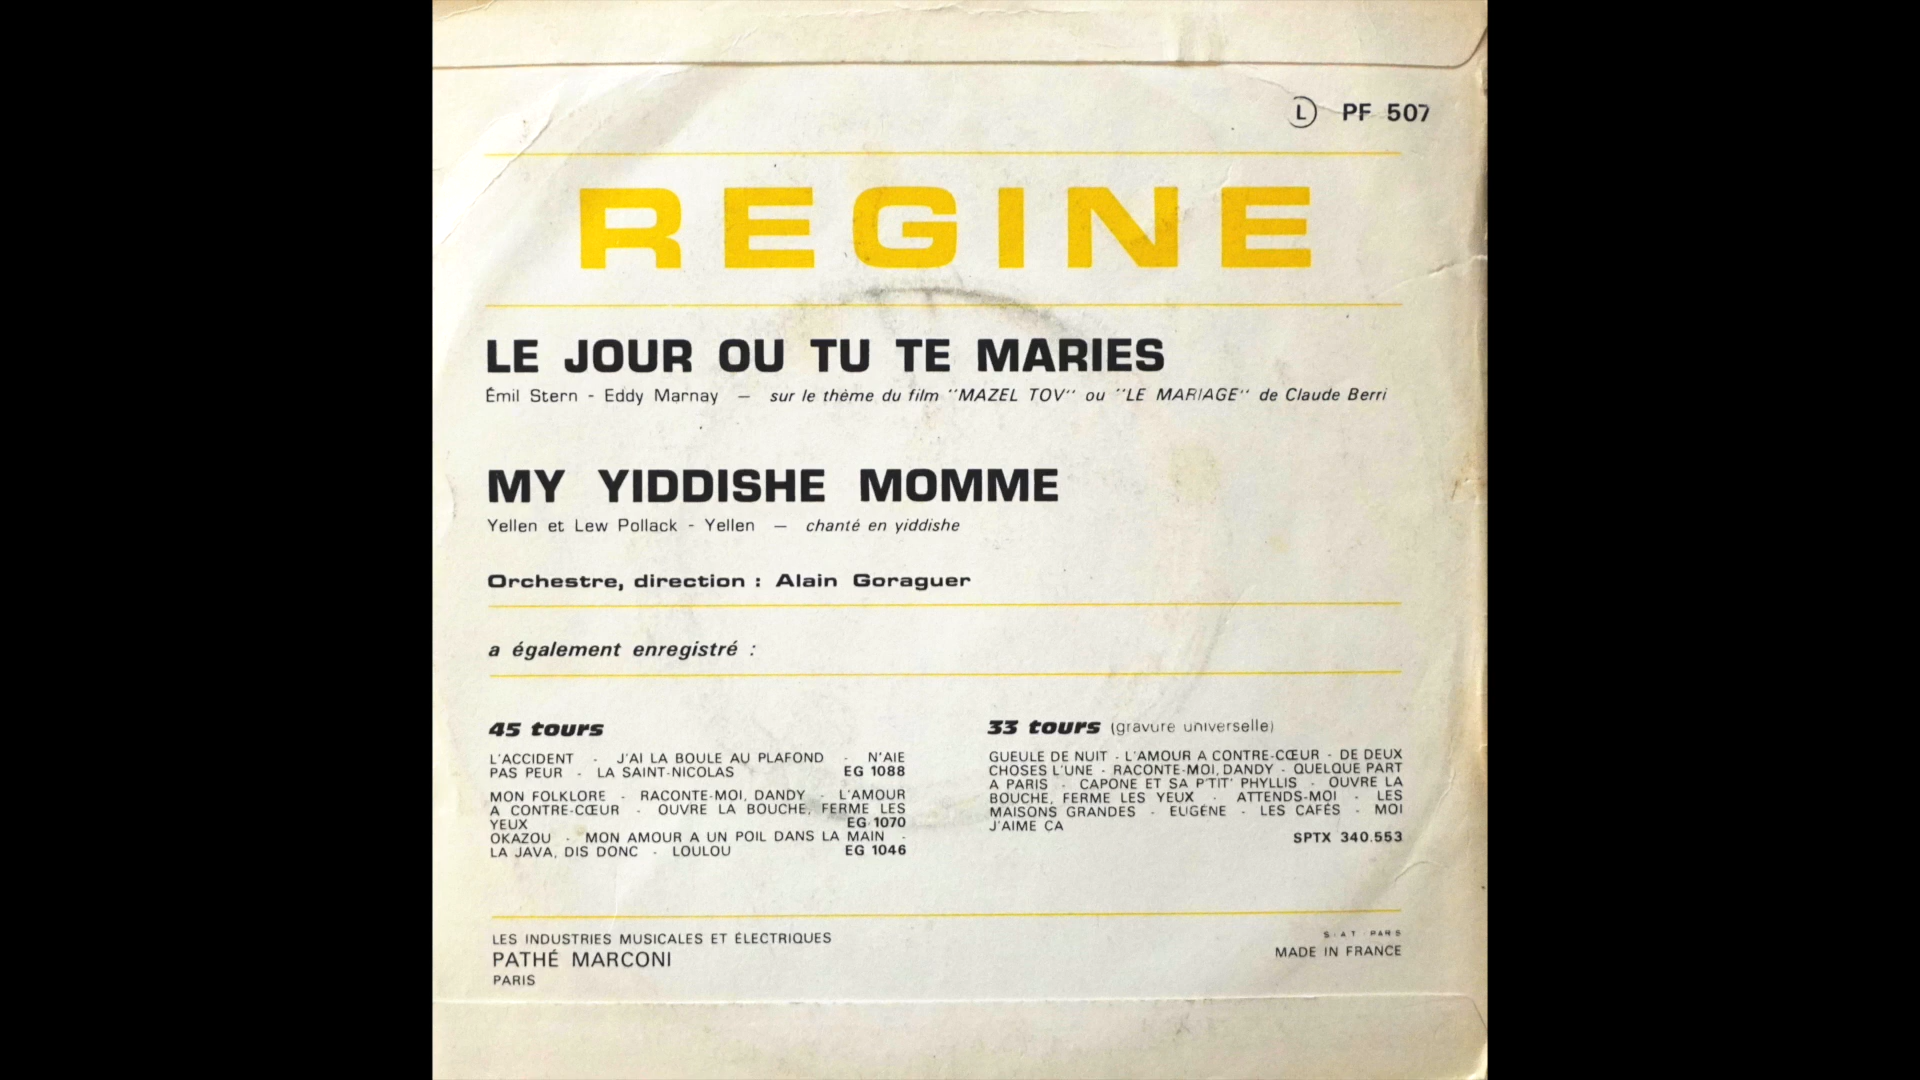 L PF 507
REGINE
LE JOUR OU TU TE MARIES
Émil Stern - Eddy Marnay — sur le thème du film "MAZEL TOV" ou "LE MARIAGE" de Claude Berri
MY YIDDISHE MOMME
Yellen et Lew Pollack - Yellen — chanté en yiddishe
Orchestre, direction : Alain Goraguer
a également enregistré :
45 tours
L'ACCIDENT - J'AI LA BOULE AU PLAFOND - N'AIE
PAS PEUR - LA SAINT-NICOLAS EG 1088
MON FOLKLORE - RACONTE-MOI, DANDY - L'AMOUR
A CONTRE-CŒUR - OUVRE LA BOUCHE, FERME LES
YEUX EG 1070
OKAZOU - MON AMOUR A UN POIL DANS LA MAIN -
LA JAVA, DIS DONC - LOULOU EG 1046
33 tours (gravure universelle)
GUEULE DE NUIT - L'AMOUR A CONTRE-CŒUR - DE DEUX
CHOSES L'UNE - RACONTE-MOI, DANDY - QUELQUE PART
A PARIS - CAPONE ET SA P'TIT' PHYLLIS - OUVRE LA
BOUCHE, FERME LES YEUX - ATTENDS-MOI - LES
MAISONS GRANDES - EUGÈNE - LES CAFÉS - MOI
J'AIME ÇA
SPTX 340.553
LES INDUSTRIES MUSICALES ET ÉLECTRIQUES
PATHÉ MARCONI
PARIS
S.A.T. PARIS
MADE IN FRANCE